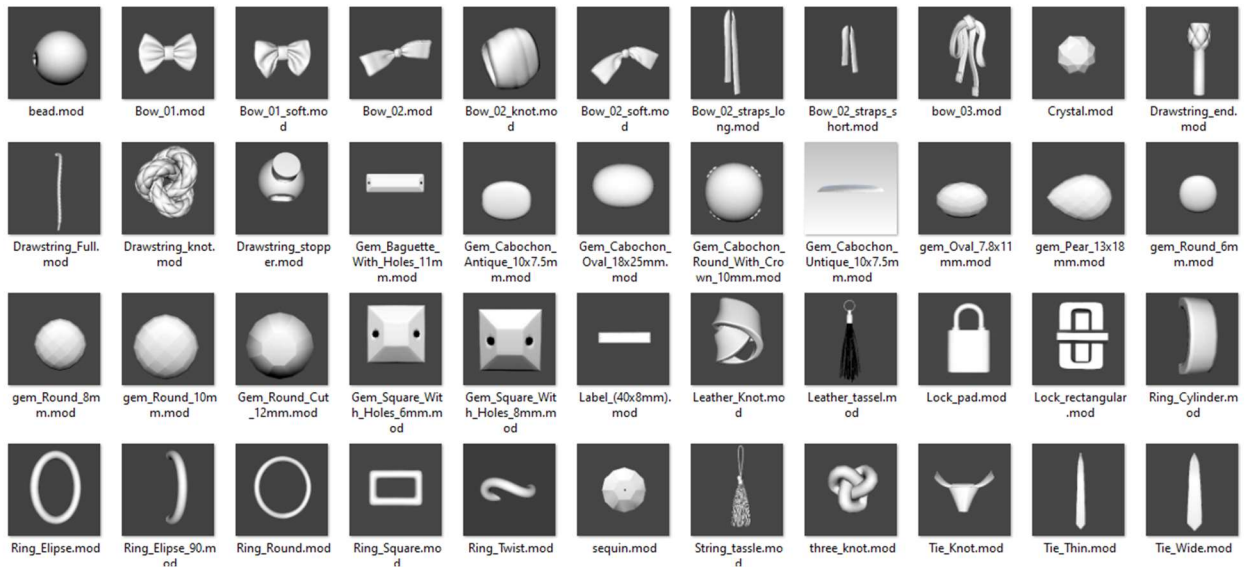 bead.mod Bow_01.mod Bow_01_soft.mo Bow_02.mod Bow_02_knot.mo Bow_02_soft.mo Bow_02_straps_lo Bow_02_straps_s bow_03.mod Crystal.mod Drawstring_end.
d d d ng.mod hort.mod mod
Drawstring_Full. Drawstring_knot. Drawstring_stopp Gem_Baguette_ Gem_Cabochon_ Gem_Cabochon_ Gem_Cabochon_ Gem_Cabochon_ gem_Oval_7.8x11 gem_Pear_13x18 gem_Round_6m
mod mod er.mod With_Holes_11m Antique_10x7.5m Oval_18x25mm. Round_With_Cro Untique_10x7.5m mm.mod mm.mod m.mod
m.mod m.mod mod wn_10mm.mod m.mod
gem_Round_8m gem_Round_10m Gem_Round_Cut Gem_Square_Wit Gem_Square_Wit Label_(40x8mm). Leather_Knot.mo Leather_tassel.m Lock_pad.mod Lock_rectangular Ring_Cylinder.m
m.mod m.mod _12mm.mod h_Holes_6mm.m h_Holes_8mm.m mod d od .mod od
od od
Ring_Elipse.mod Ring_Elipse_90.m Ring_Round.mod Ring_Square.mo Ring_Twist.mod sequin.mod String_tassle.mo three_knot.mod Tie_Knot.mod Tie_Thin.mod Tie_Wide.mod
od d d